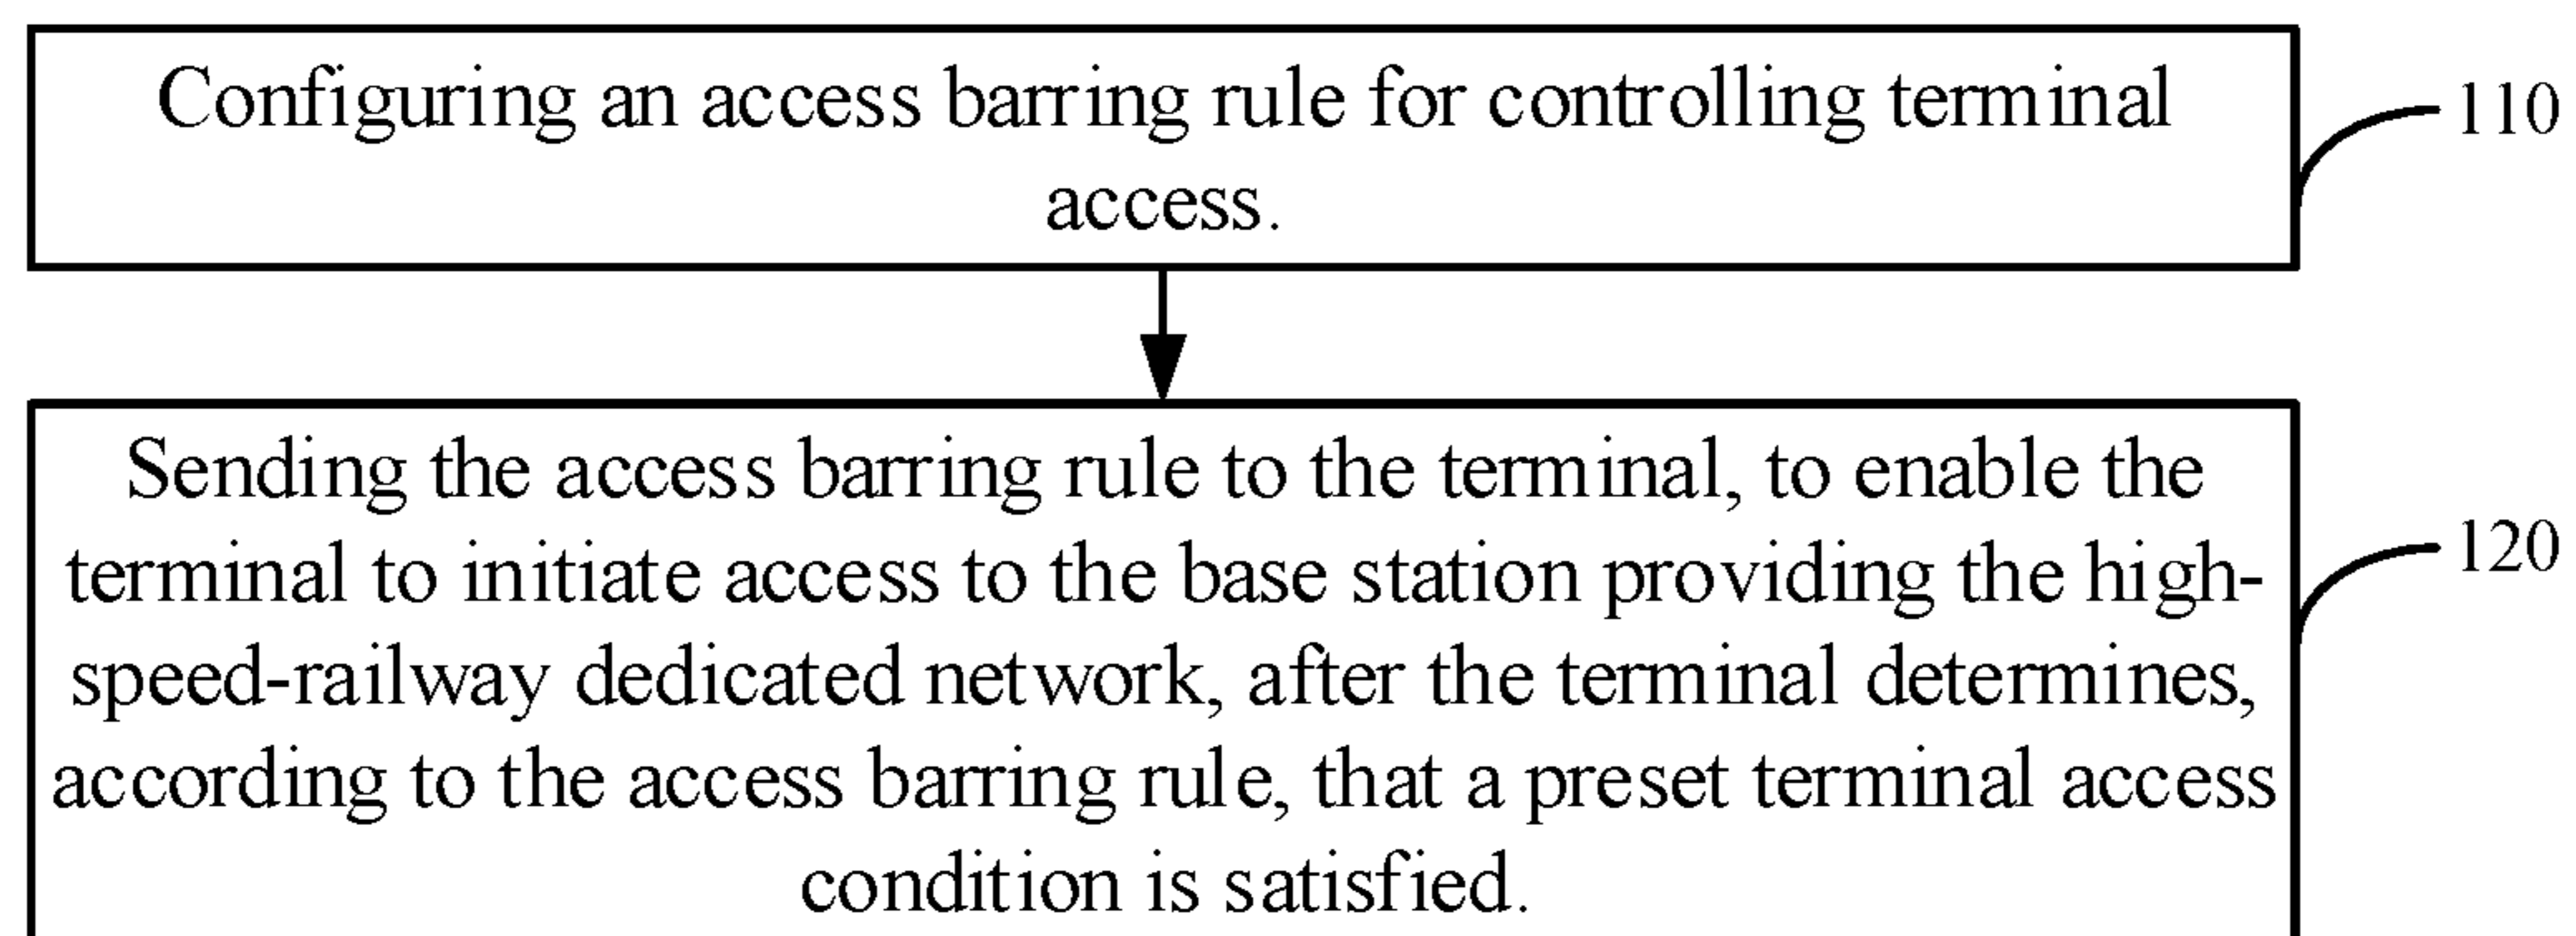 Configuring an access barring rule for controlling terminal
access.
110
Sending the access barring rule to the terminal, to enable the
terminal to initiate access to the base station providing the high-
speed-railway dedicated network, after the terminal determines,
according to the access barring rule, that a preset terminal access
condition is satisfied.
120